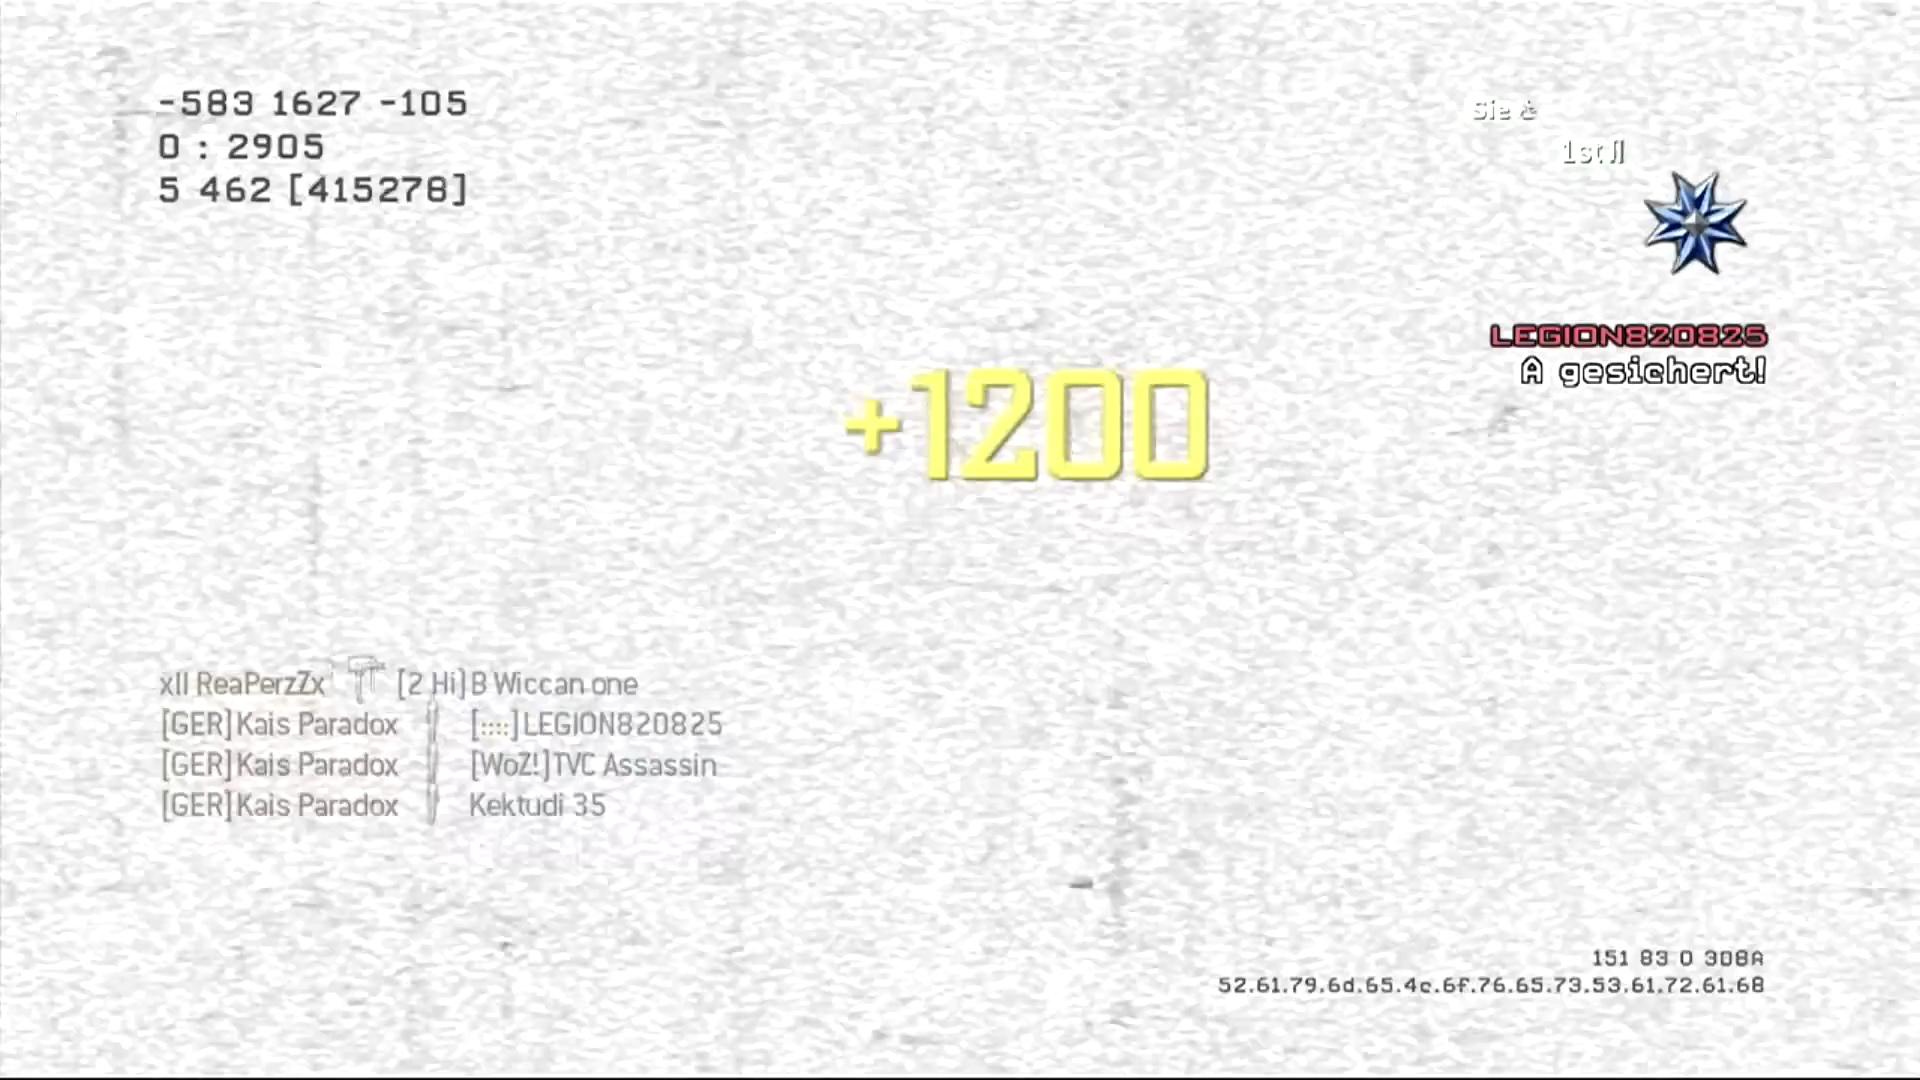 -583 1627 -105
0 : 2905
5 462 [415278]
Sie
1st
LEGION820825
A gesichert!
+1200
xII ReaPerzZx [2 Hi]B Wiccan one
[GER]Kais Paradox [::::]LEGION820825
[GER]Kais Paradox [WoZ!]TVC Assassin
[GER]Kais Paradox Kektudi 35
151 83 0 308A
52.61.79.6d.65.4c.6f.76.65.73.53.61.72.61.68